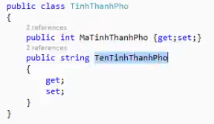 public class TinhThanhPho
{
2 references
public int MaTinhThanhPho {get;set;}
2 references
public string TenTinhThanhPho
{
get;
set;
}
}